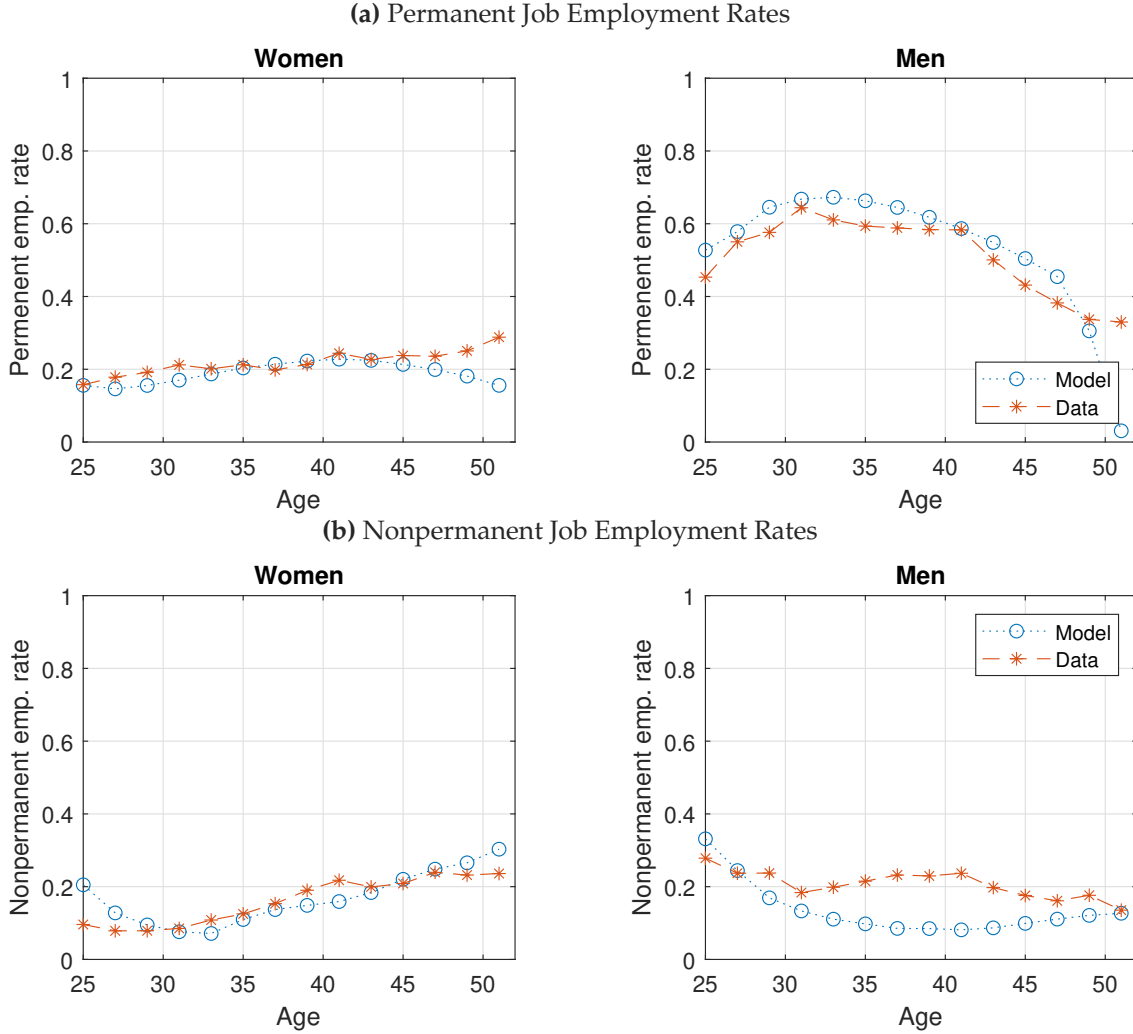 (a) Permanent Job Employment Rates
Women
Men
Permenent emp. rate
1
0.8
0.6
0.4
0.2
0
25 30 35 40 45 50
Age
Permenent emp. rate
1
0.8
0.6
0.4
0.2
0
25 30 35 40 45 50
Age
Model
Data
(b) Nonpermanent Job Employment Rates
Women
Men
Nonpermanent emp. rate
1
0.8
0.6
0.4
0.2
0
25 30 35 40 45 50
Age
Nonpermanent emp. rate
1
0.8
0.6
0.4
0.2
0
25 30 35 40 45 50
Age
Model
Data